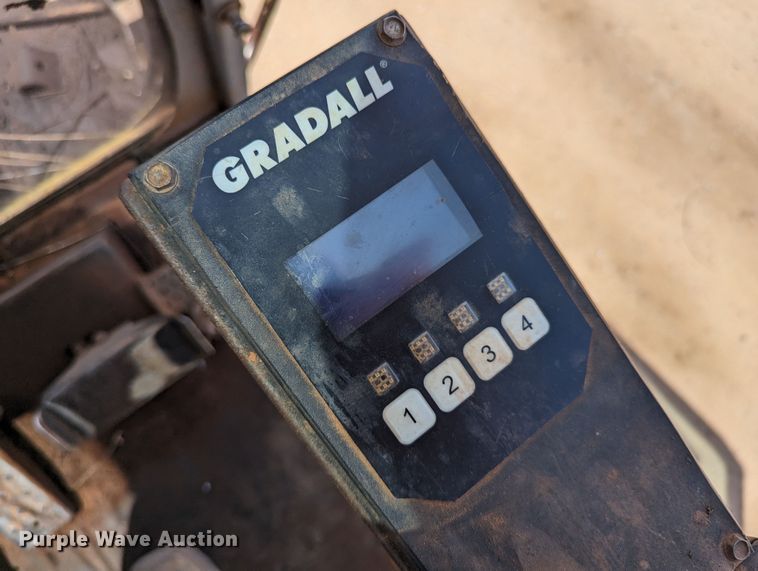 GRADALL®
1 2 3 4
Purple Wave Auction